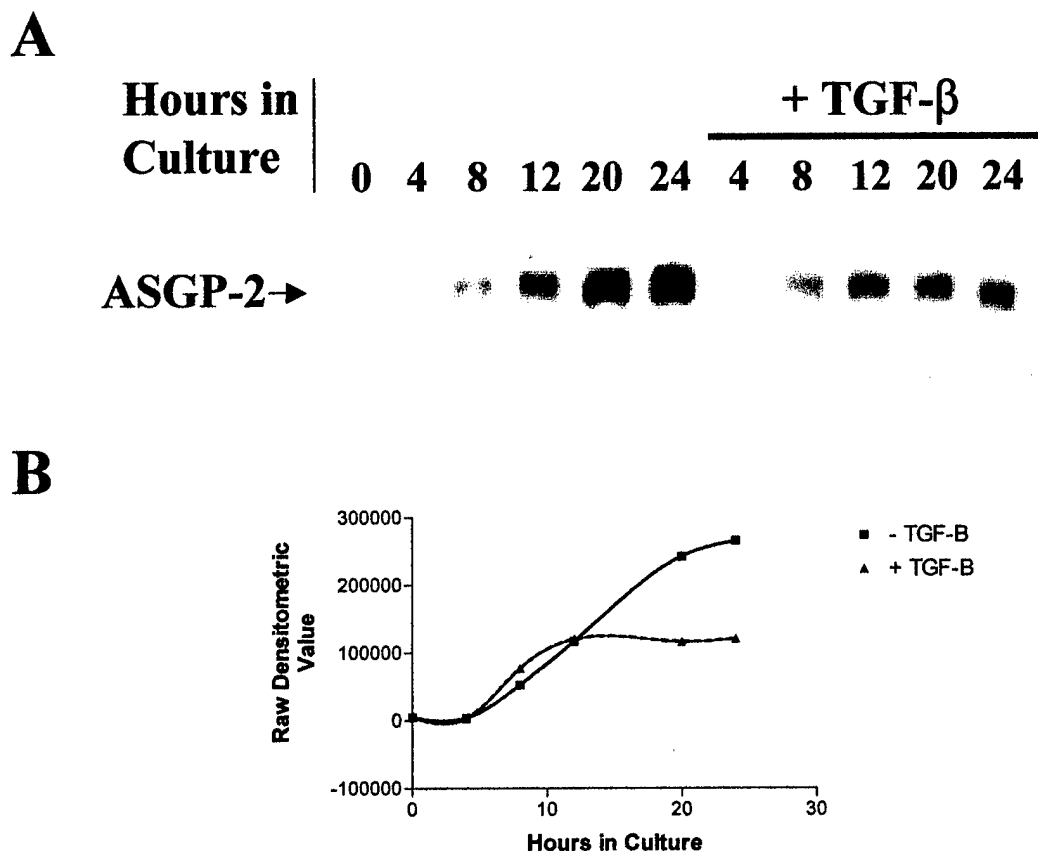 A
Hours in
Culture
+ TGF-β
0 4 8 12 20 24 4 8 12 20 24
ASGP-2→
B
300000
200000
100000
0
-100000
Raw Densitometric
Value
0 10 20 30
Hours in Culture
- TGF-B
+ TGF-B